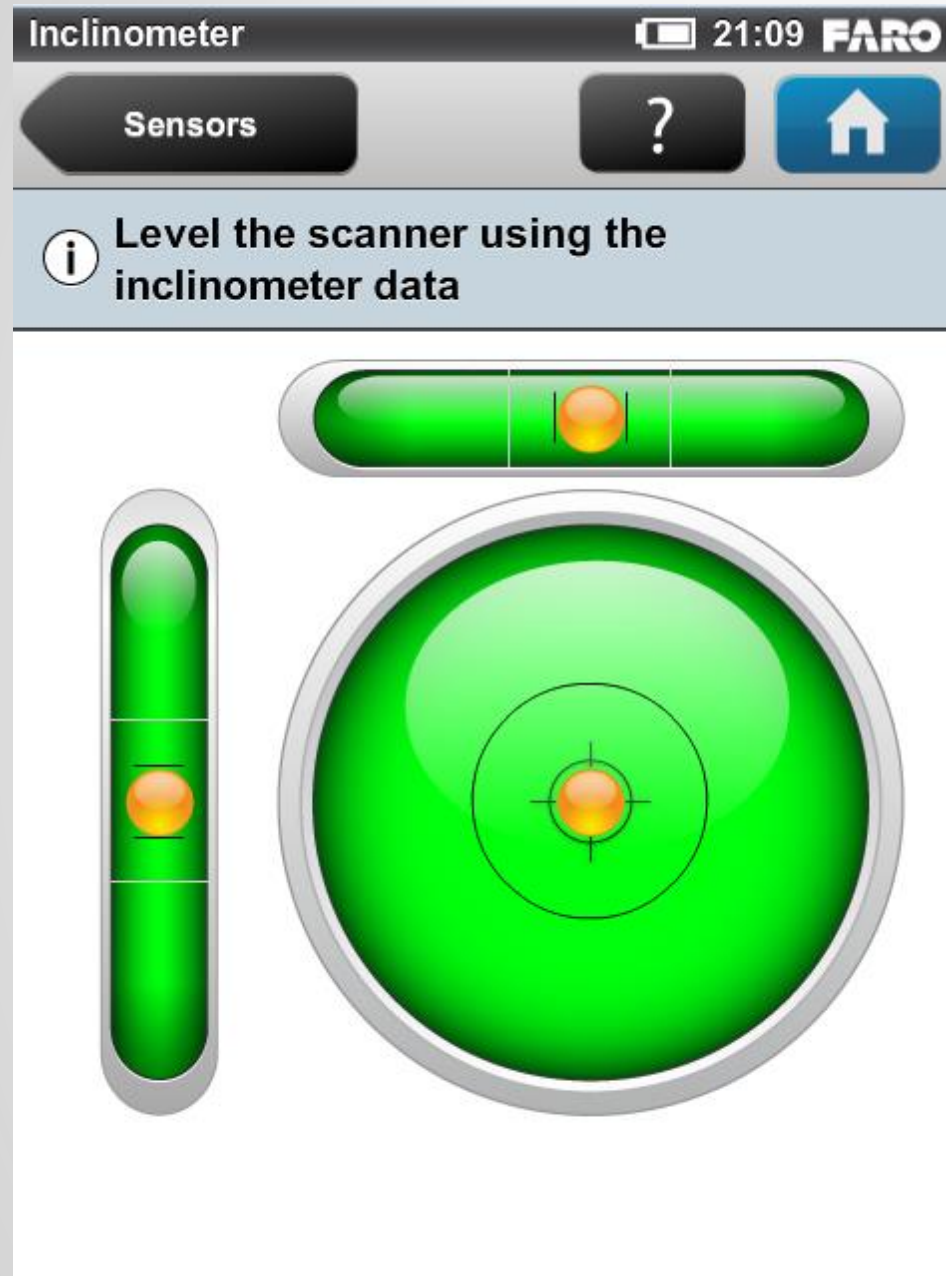 Inclinometer 21:09 FARO
Sensors ?
i Level the scanner using the
inclinometer data